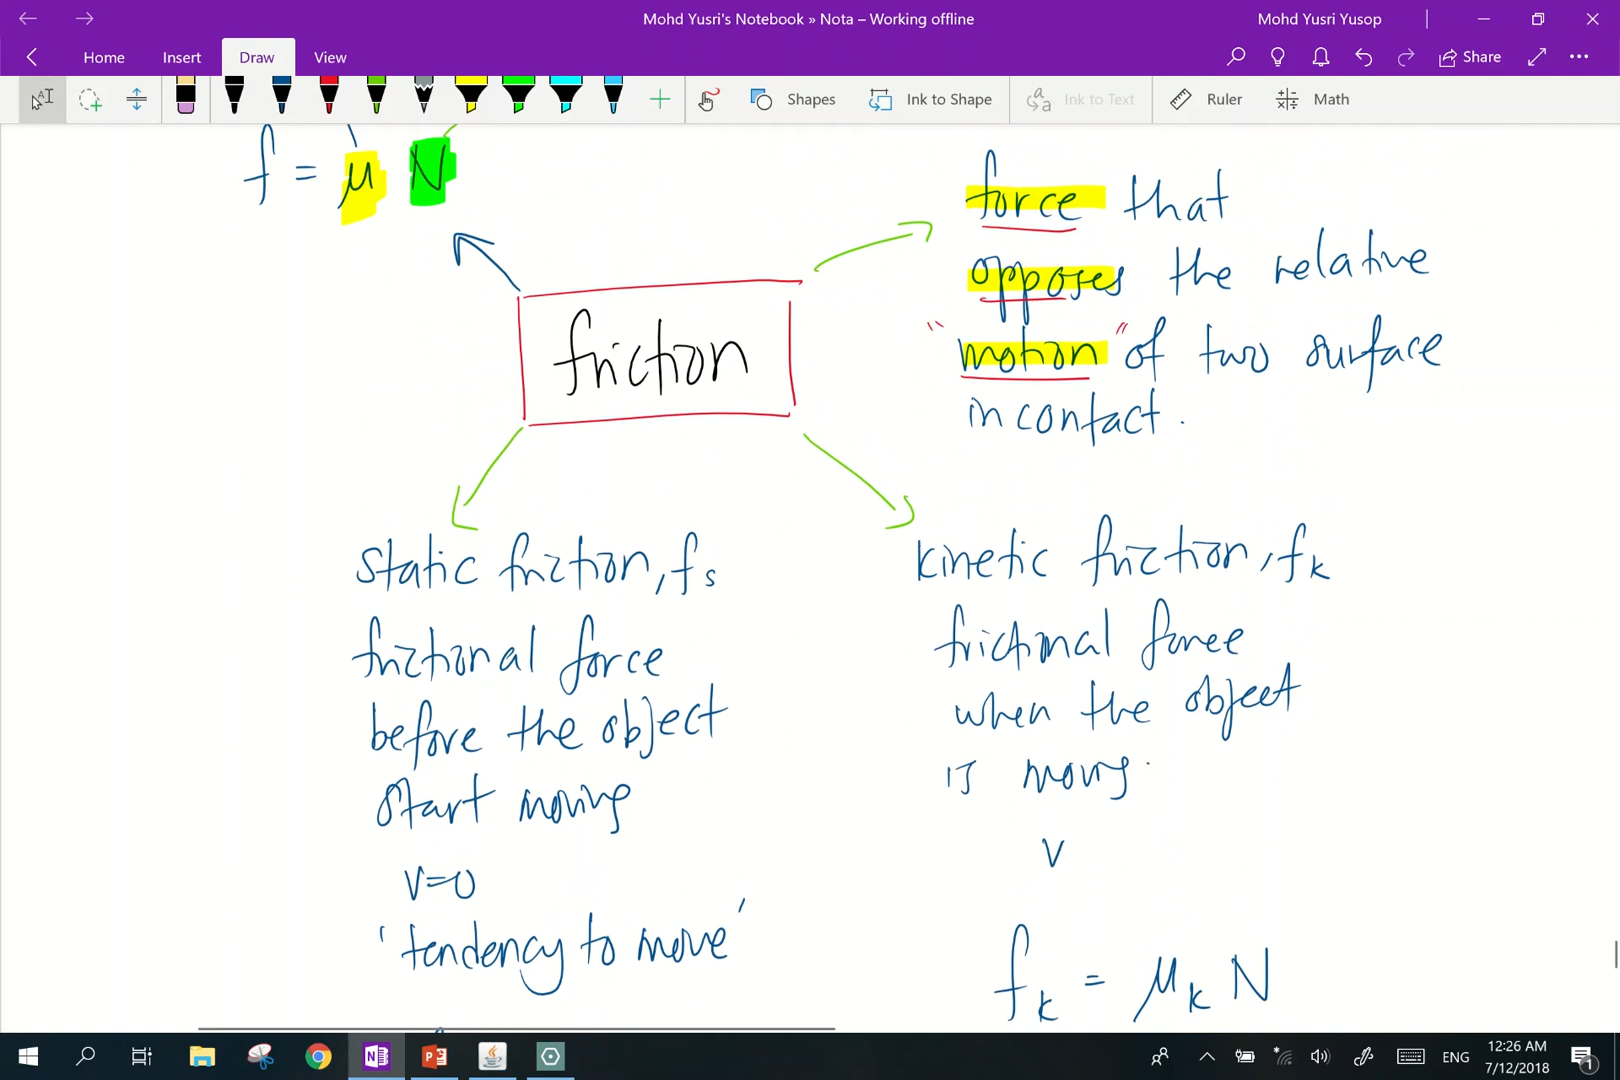 Mohd Yusri's Notebook » Nota – Working offline
Mohd Yusri Yusop
Home Insert Draw View
Share
Shapes
Ink to Shape
Ink to Text
Ruler
Math
f = μ N
force that
opposes the relative
"motion" of two surface
in contact.
friction
static friction, fs
frictional force
before the object
start moving
v=0
'tendency to move'
kinetic friction, fk
frictional force
when the object
is moving.
v
fk = μk N
ENG
12:26 AM
7/12/2018
1